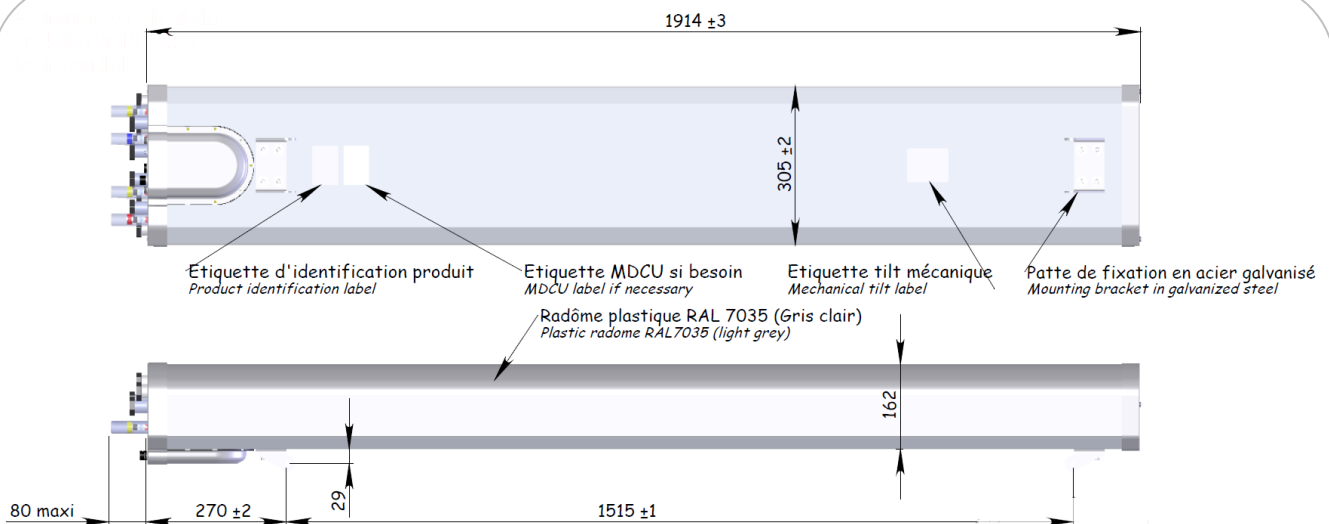 1914 ±3
305 ±2
Etiquette d'identification produit
Product identification label
Etiquette MDCU si besoin
MDCU label if necessary
Etiquette tilt mécanique
Mechanical tilt label
Patte de fixation en acier galvanisé
Mounting bracket in galvanized steel
Radôme plastique RAL 7035 (Gris clair)
Plastic radome RAL7035 (light grey)
162
29
80 maxi
270 ±2
1515 ±1